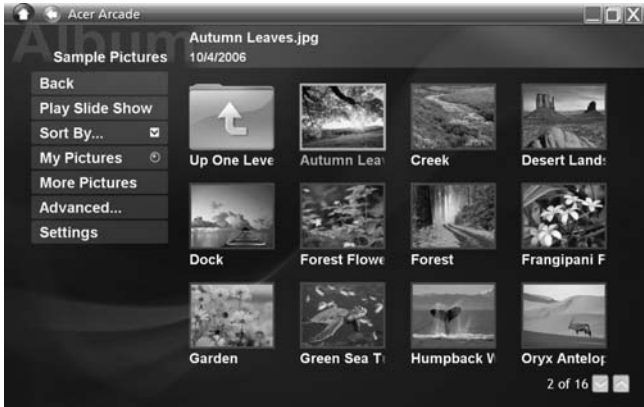 Acer Arcade
Album
Autumn Leaves.jpg
10/4/2006
Sample Pictures
Back
Play Slide Show
Sort By...
My Pictures
More Pictures
Advanced...
Settings
Up One Leve
Autumn Leav
Creek
Desert Lands
Dock
Forest Flowe
Forest
Frangipani F
Garden
Green Sea T
Humpback W
Oryx Antelop
2 of 16